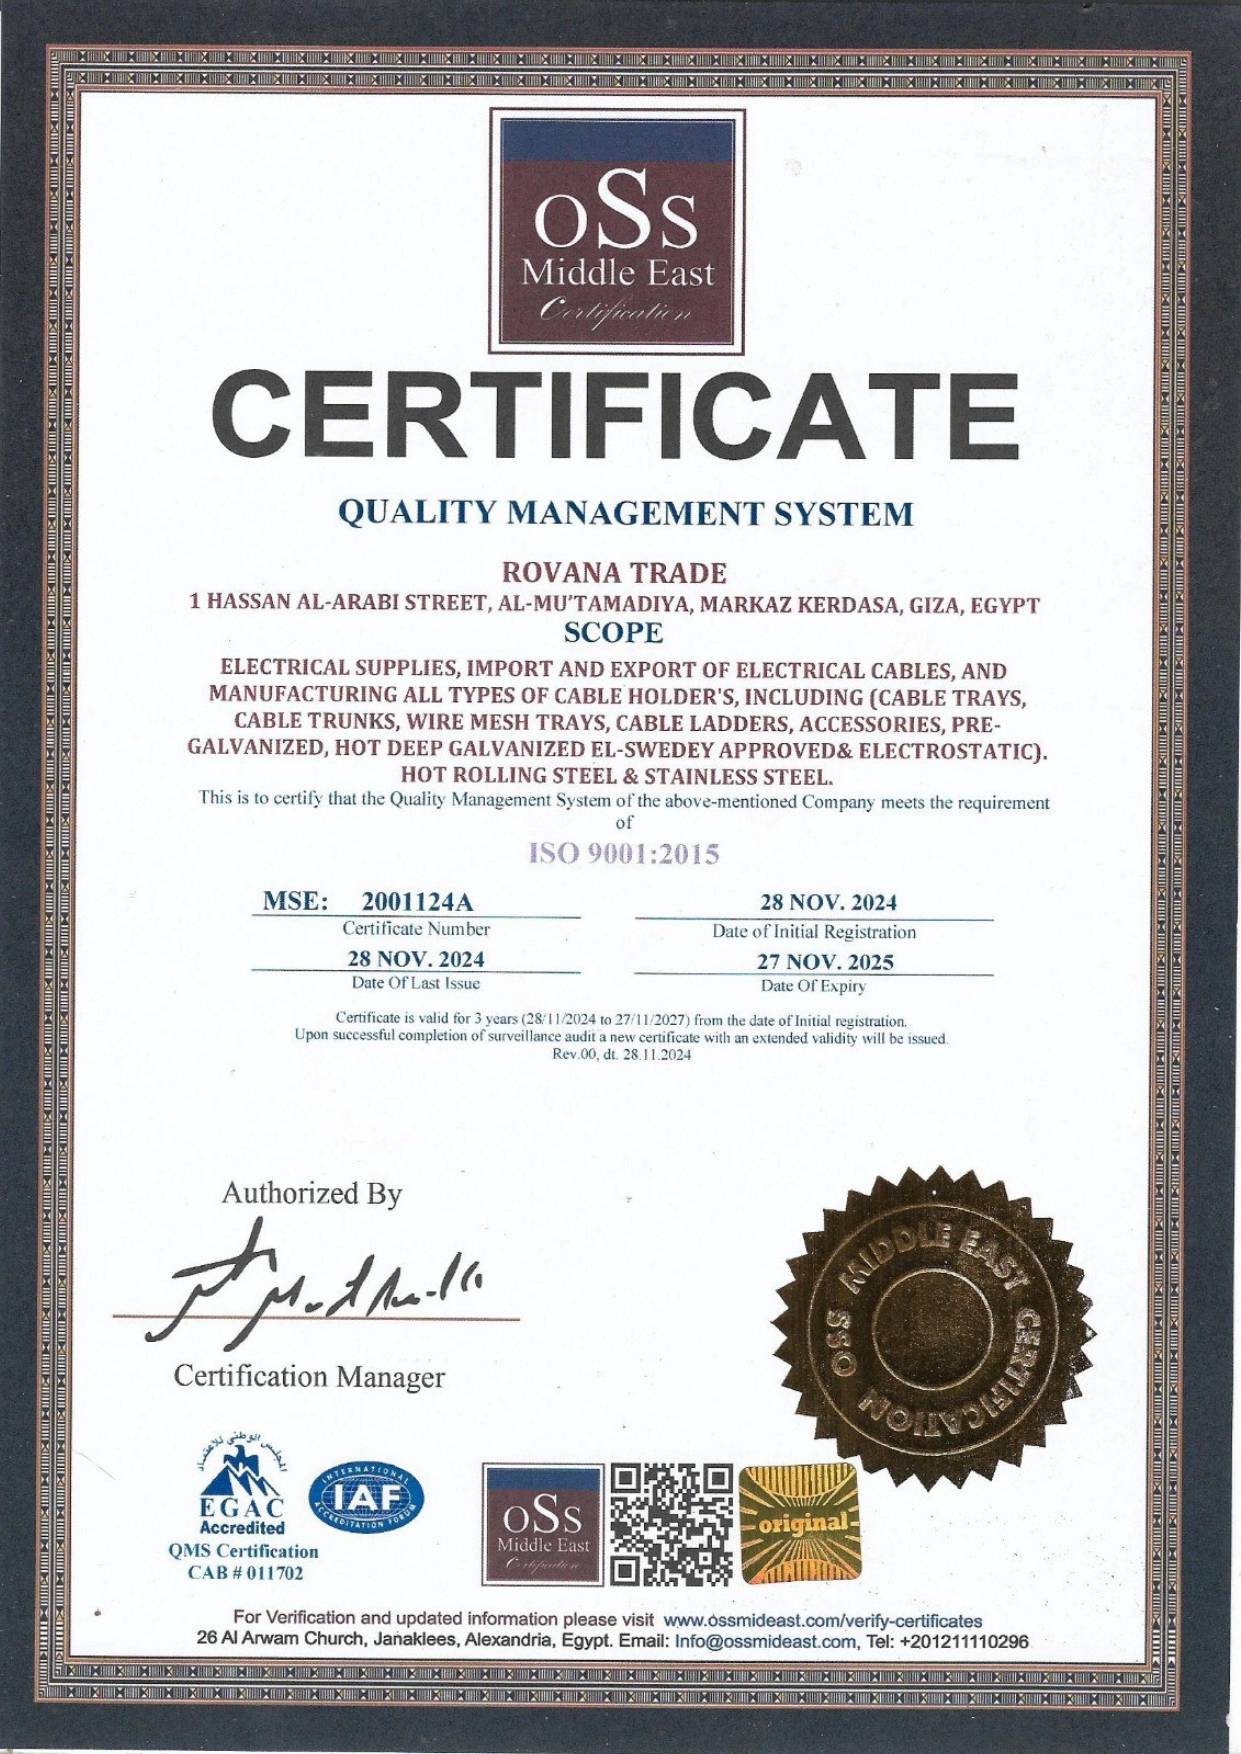 oSs
Middle East
Certification
CERTIFICATE
QUALITY MANAGEMENT SYSTEM
ROVANA TRADE
1 HASSAN AL-ARABI STREET, AL-MU'TAMADIYA, MARKAZ KERDASA, GIZA, EGYPT
SCOPE
ELECTRICAL SUPPLIES, IMPORT AND EXPORT OF ELECTRICAL CABLES, AND
MANUFACTURING ALL TYPES OF CABLE HOLDER'S, INCLUDING (CABLE TRAYS,
CABLE TRUNKS, WIRE MESH TRAYS, CABLE LADDERS, ACCESSORIES, PRE-
GALVANIZED, HOT DEEP GALVANIZED EL-SWEDEY APPROVED& ELECTROSTATIC).
HOT ROLLING STEEL & STAINLESS STEEL.
This is to certify that the Quality Management System of the above-mentioned Company meets the requirement
of
ISO 9001:2015
MSE: 2001124A
Certificate Number
28 NOV. 2024
Date of Initial Registration
28 NOV. 2024
Date Of Last Issue
27 NOV. 2025
Date Of Expiry
Certificate is valid for 3 years (28/11/2024 to 27/11/2027) from the date of Initial registration.
Upon successful completion of surveillance audit a new certificate with an extended validity will be issued.
Rev.00, dt. 28.11.2024
Authorized By
Certification Manager
OSS MIDDLE EAST CERTIFICATION
المجلس الوطني للاعتماد
EGAC
Accredited
QMS Certification
CAB # 011702
INTERNATIONAL
IAF
ACCREDITATION FORUM
oSs
Middle East
Certification
original
For Verification and updated information please visit www.ossmideast.com/verify-certificates
26 Al Arwam Church, Janaklees, Alexandria, Egypt. Email: Info@ossmideast.com, Tel: +201211110296